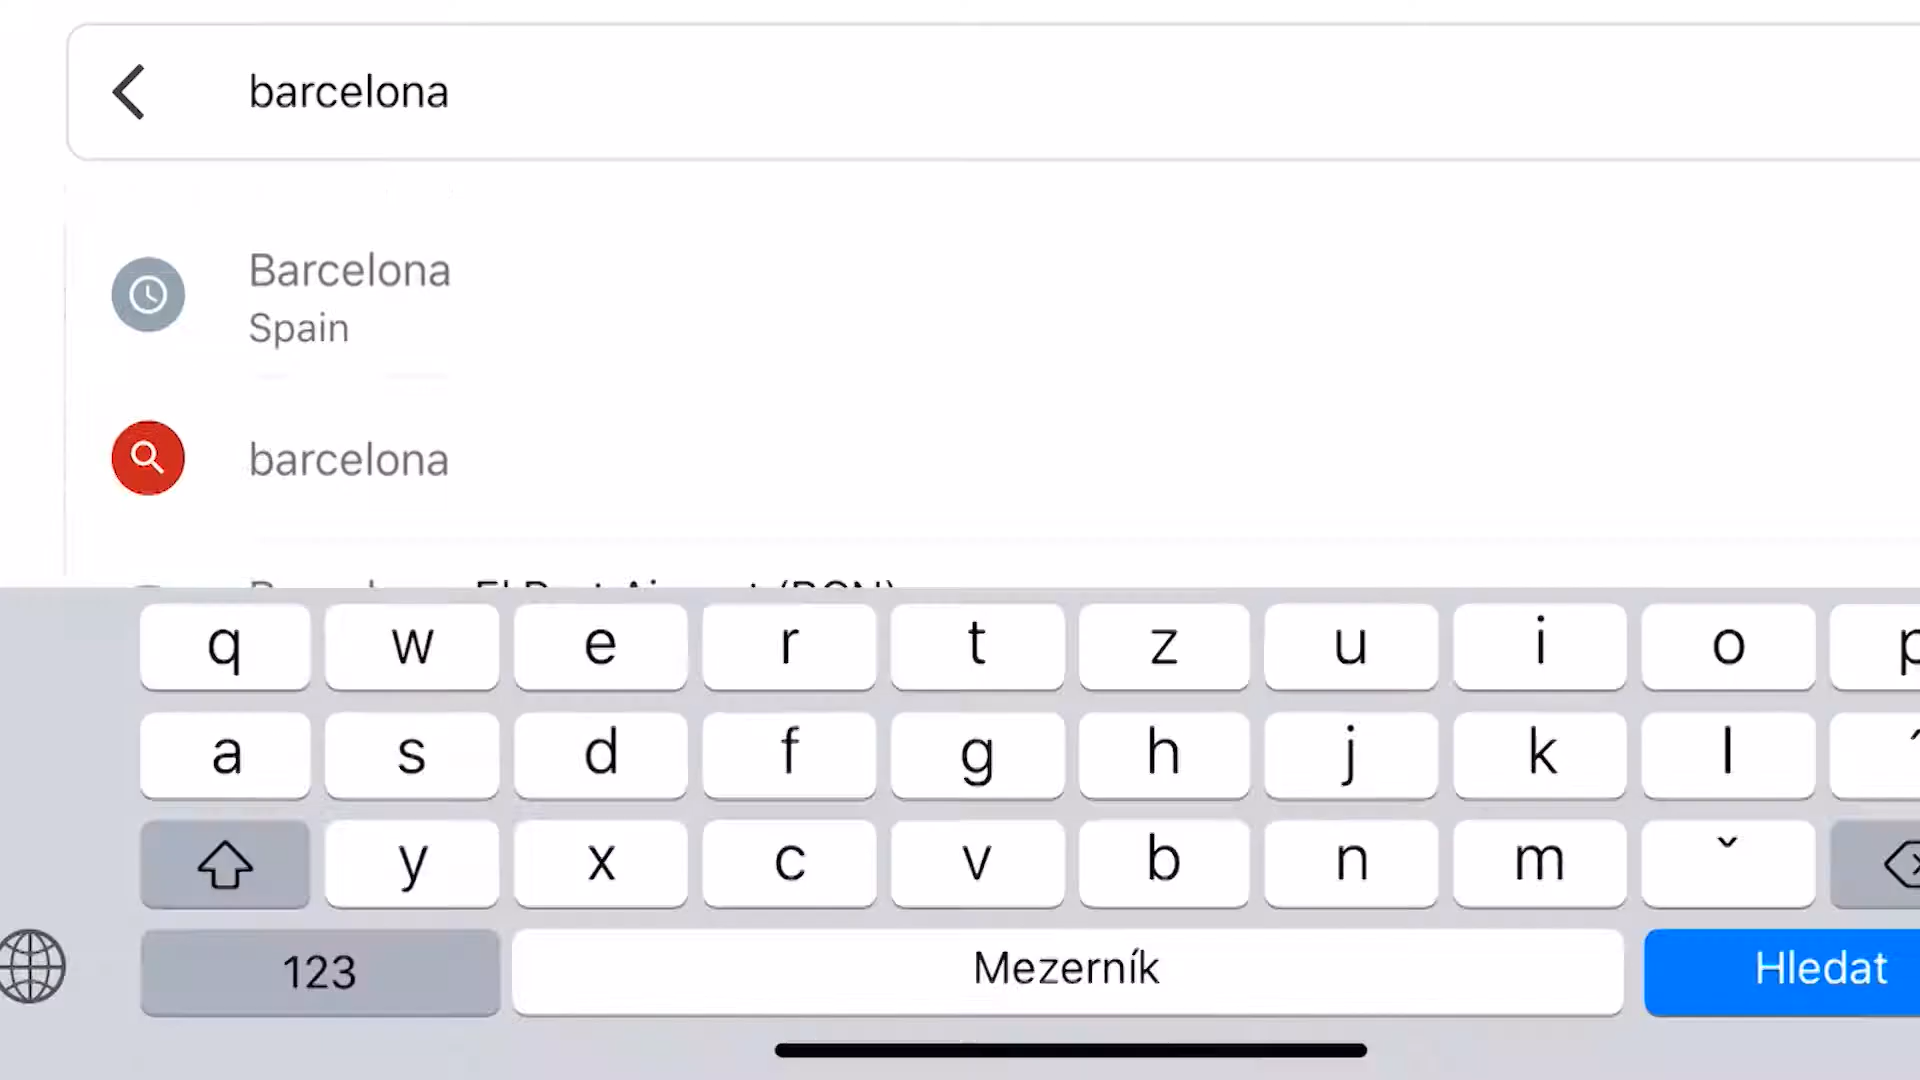 barcelona
Barcelona
Spain
barcelona
q w e r t z u i o p
a s d f g h j k l ´
y x c v b n m ˇ
123 Mezerník Hledat